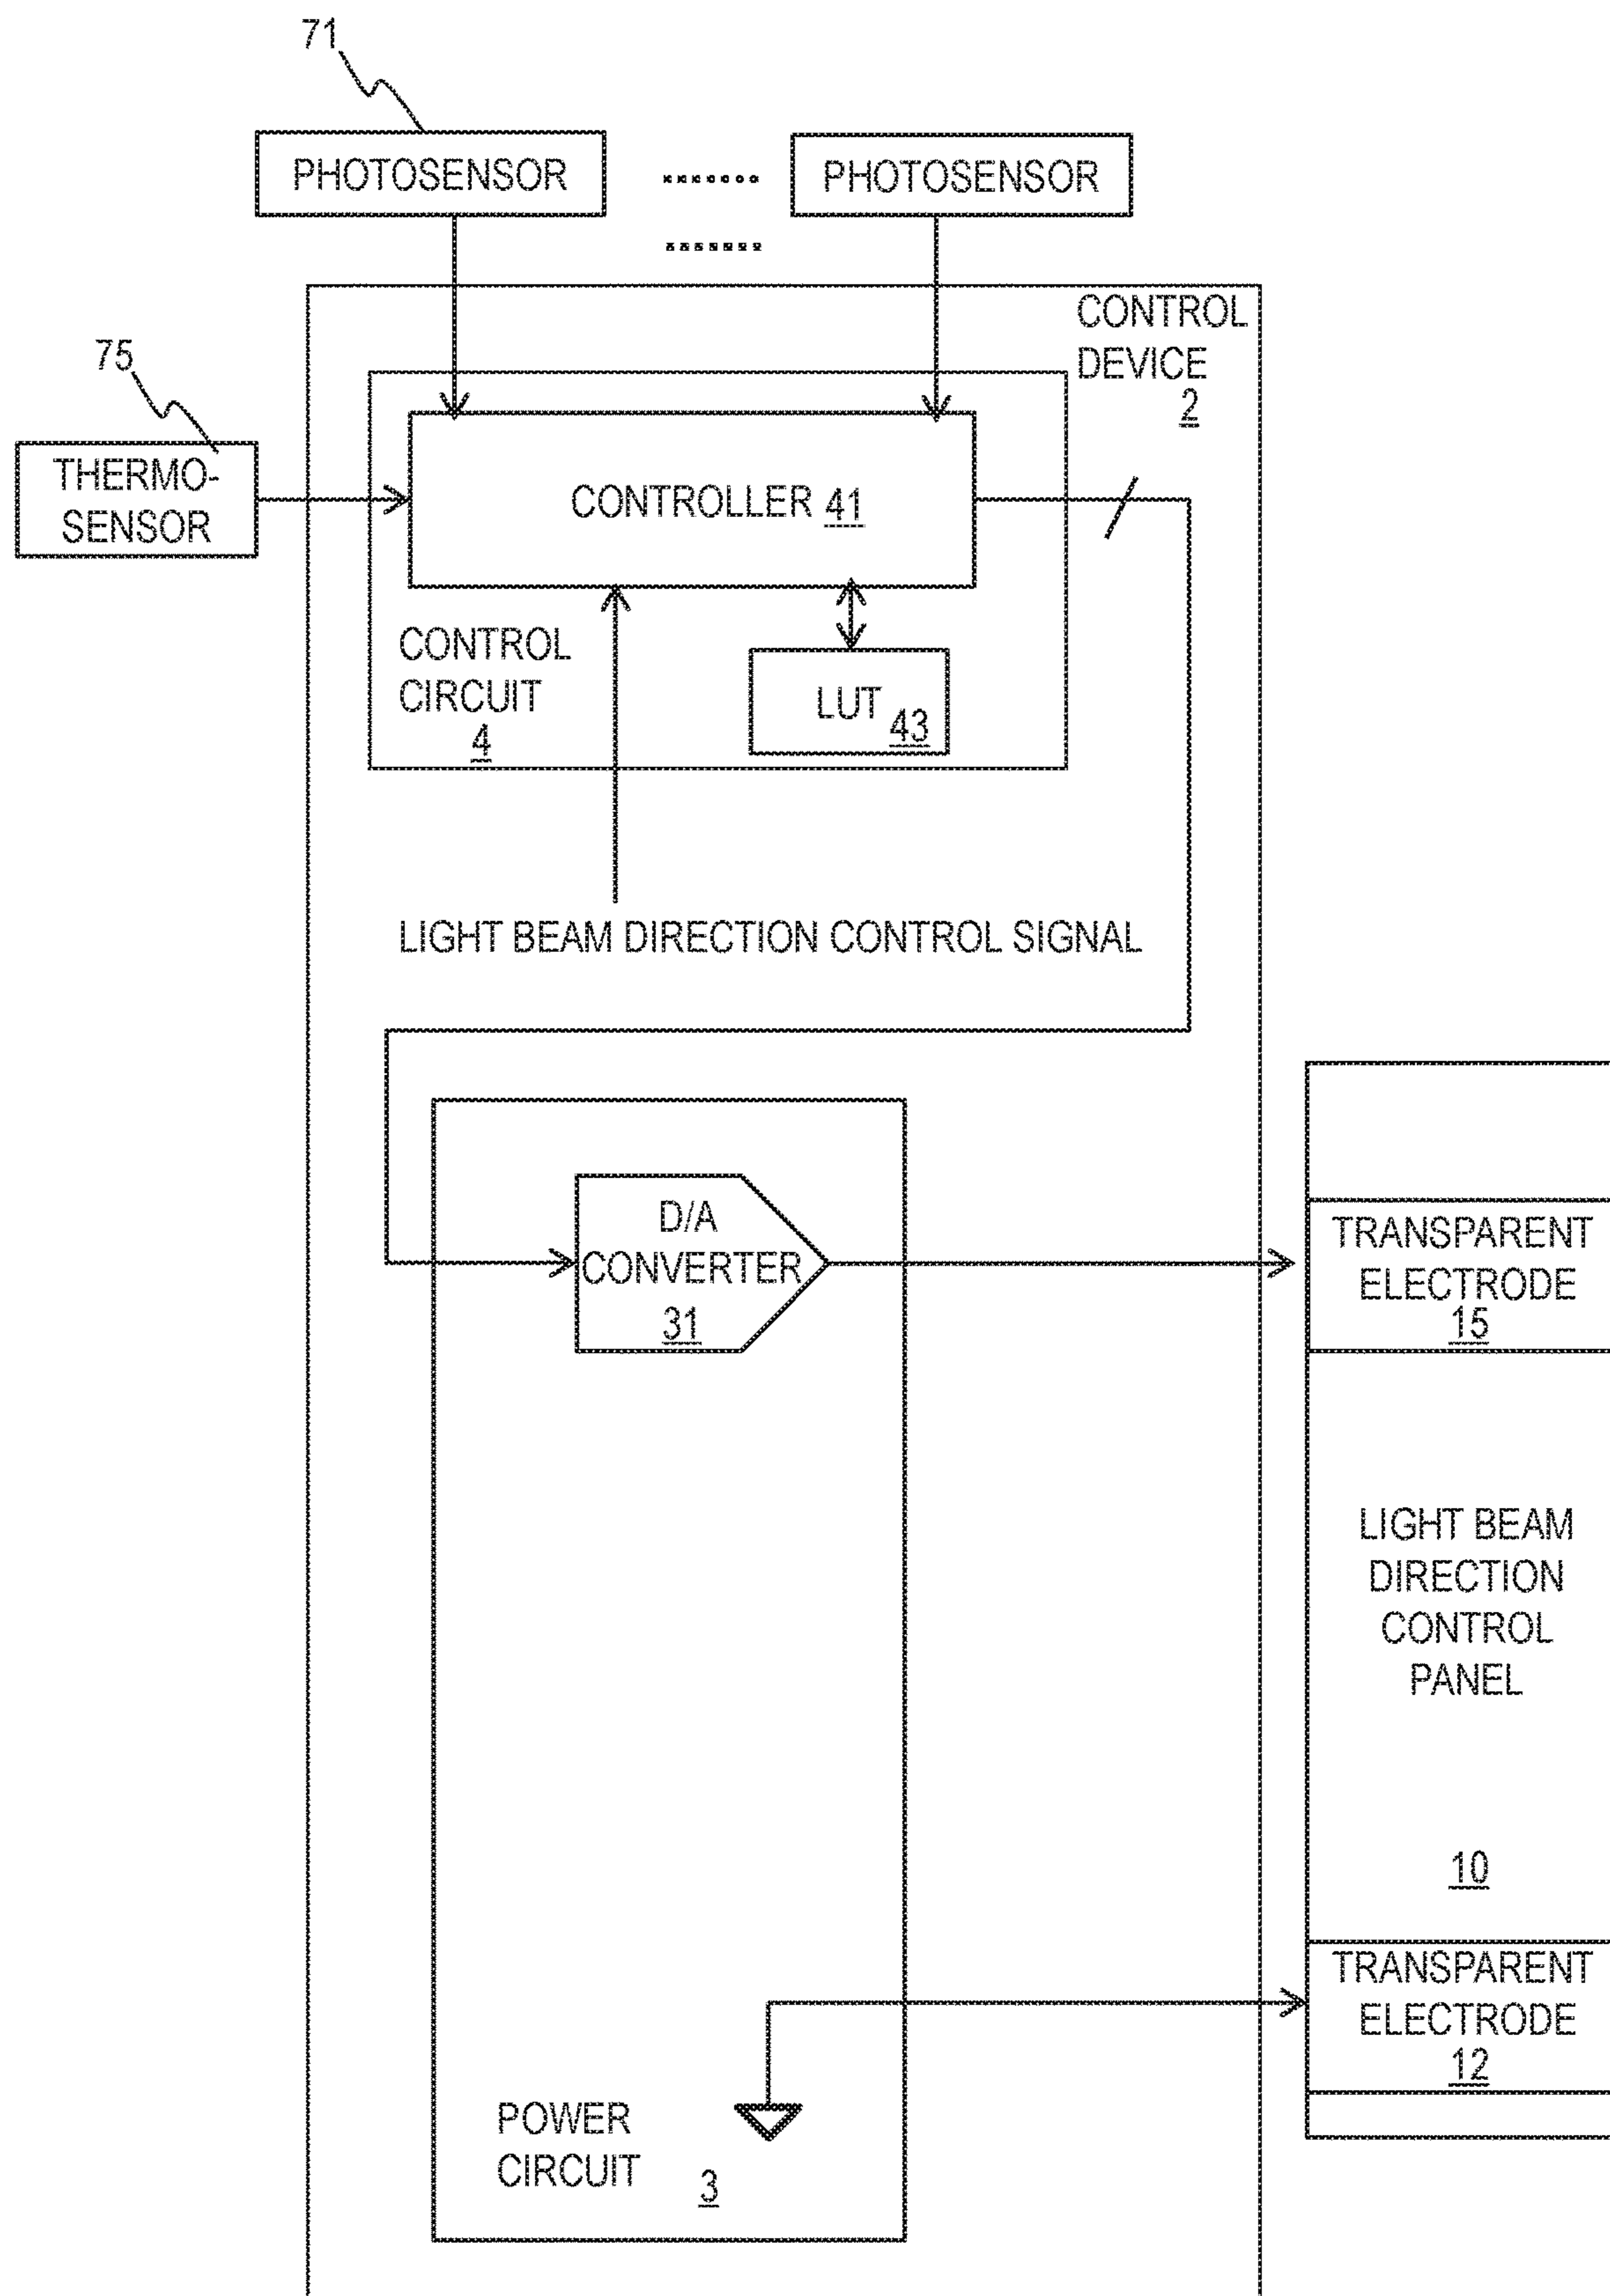 71
PHOTOSENSOR
PHOTOSENSOR
CONTROL
DEVICE
2
75
THERMO-
SENSOR
CONTROLLER 41
CONTROL
CIRCUIT
4
LUT 43
LIGHT BEAM DIRECTION CONTROL SIGNAL
D/A
CONVERTER
31
TRANSPARENT
ELECTRODE
15
LIGHT BEAM
DIRECTION
CONTROL
PANEL
10
TRANSPARENT
ELECTRODE
12
POWER
CIRCUIT
3